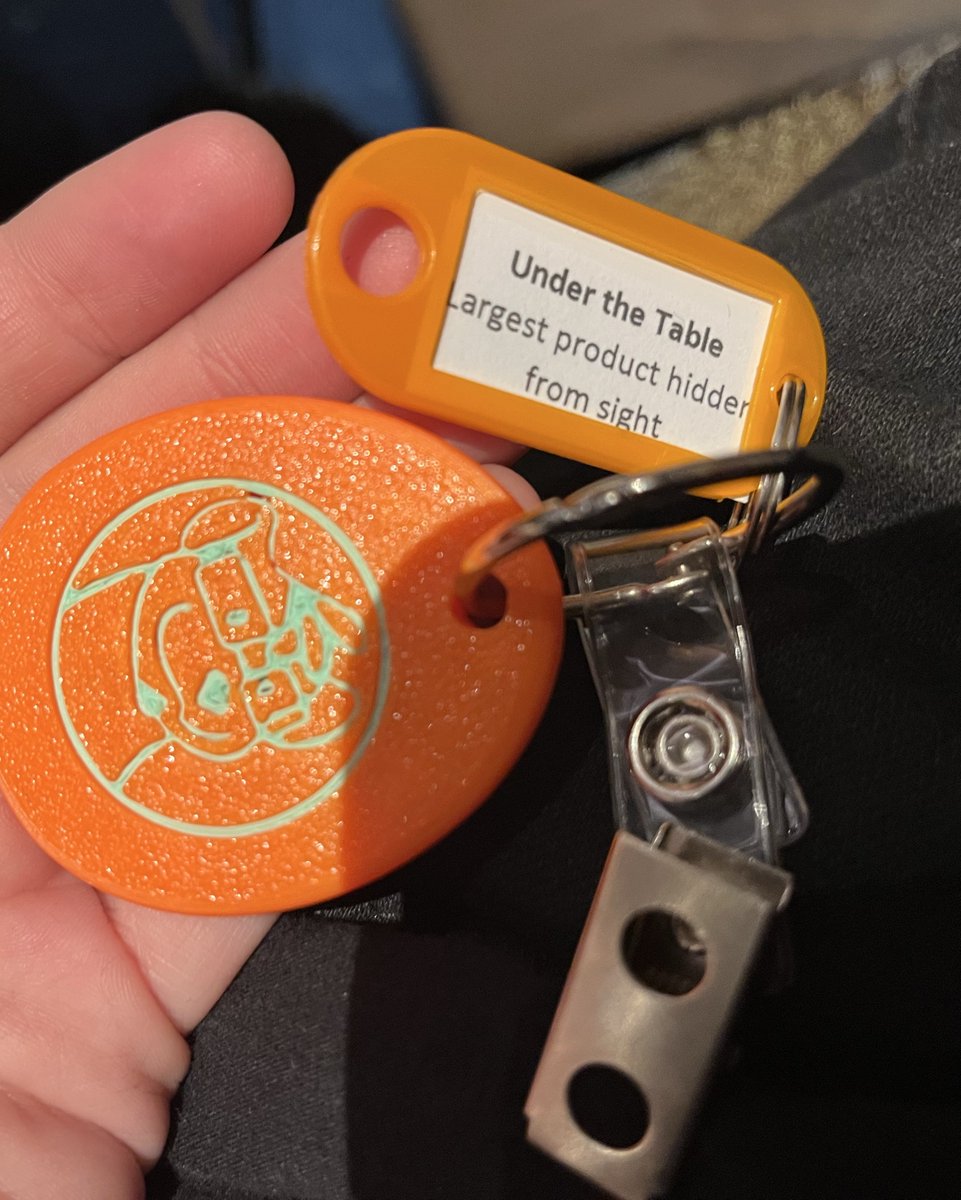 Under the Table
Largest product hidden
from sight